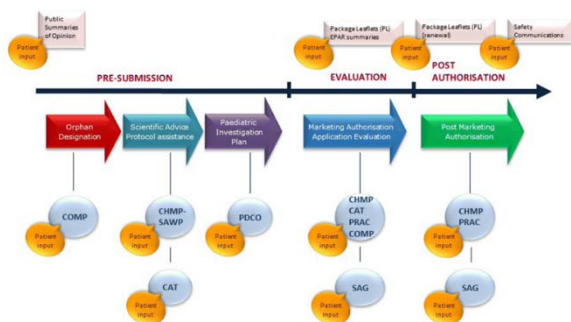 Public
Summaries
of Opinion
Patient
input
Package Leaflets (PL)
EPAR summaries
Patient
input
Package Leaflets (PL)
(renewal)
Patient
input
Safety
Communications
Patient
input
PRE-SUBMISSION
EVALUATION
POST
AUTHORISATION
Orphan
Designation
Scientific Advice
Protocol assistance
Paediatric
Investigation
Plan
Marketing Authorisation
Application Evaluation
Post Marketing
Authorisation
COMP
Patient
input
CHMP-
SAWP
Patient
input
PDCO
Patient
input
CHMP
CAT
PRAC
COMP
Patient
input
CHMP
PRAC
Patient
input
CAT
Patient
input
SAG
Patient
input
SAG
Patient
input